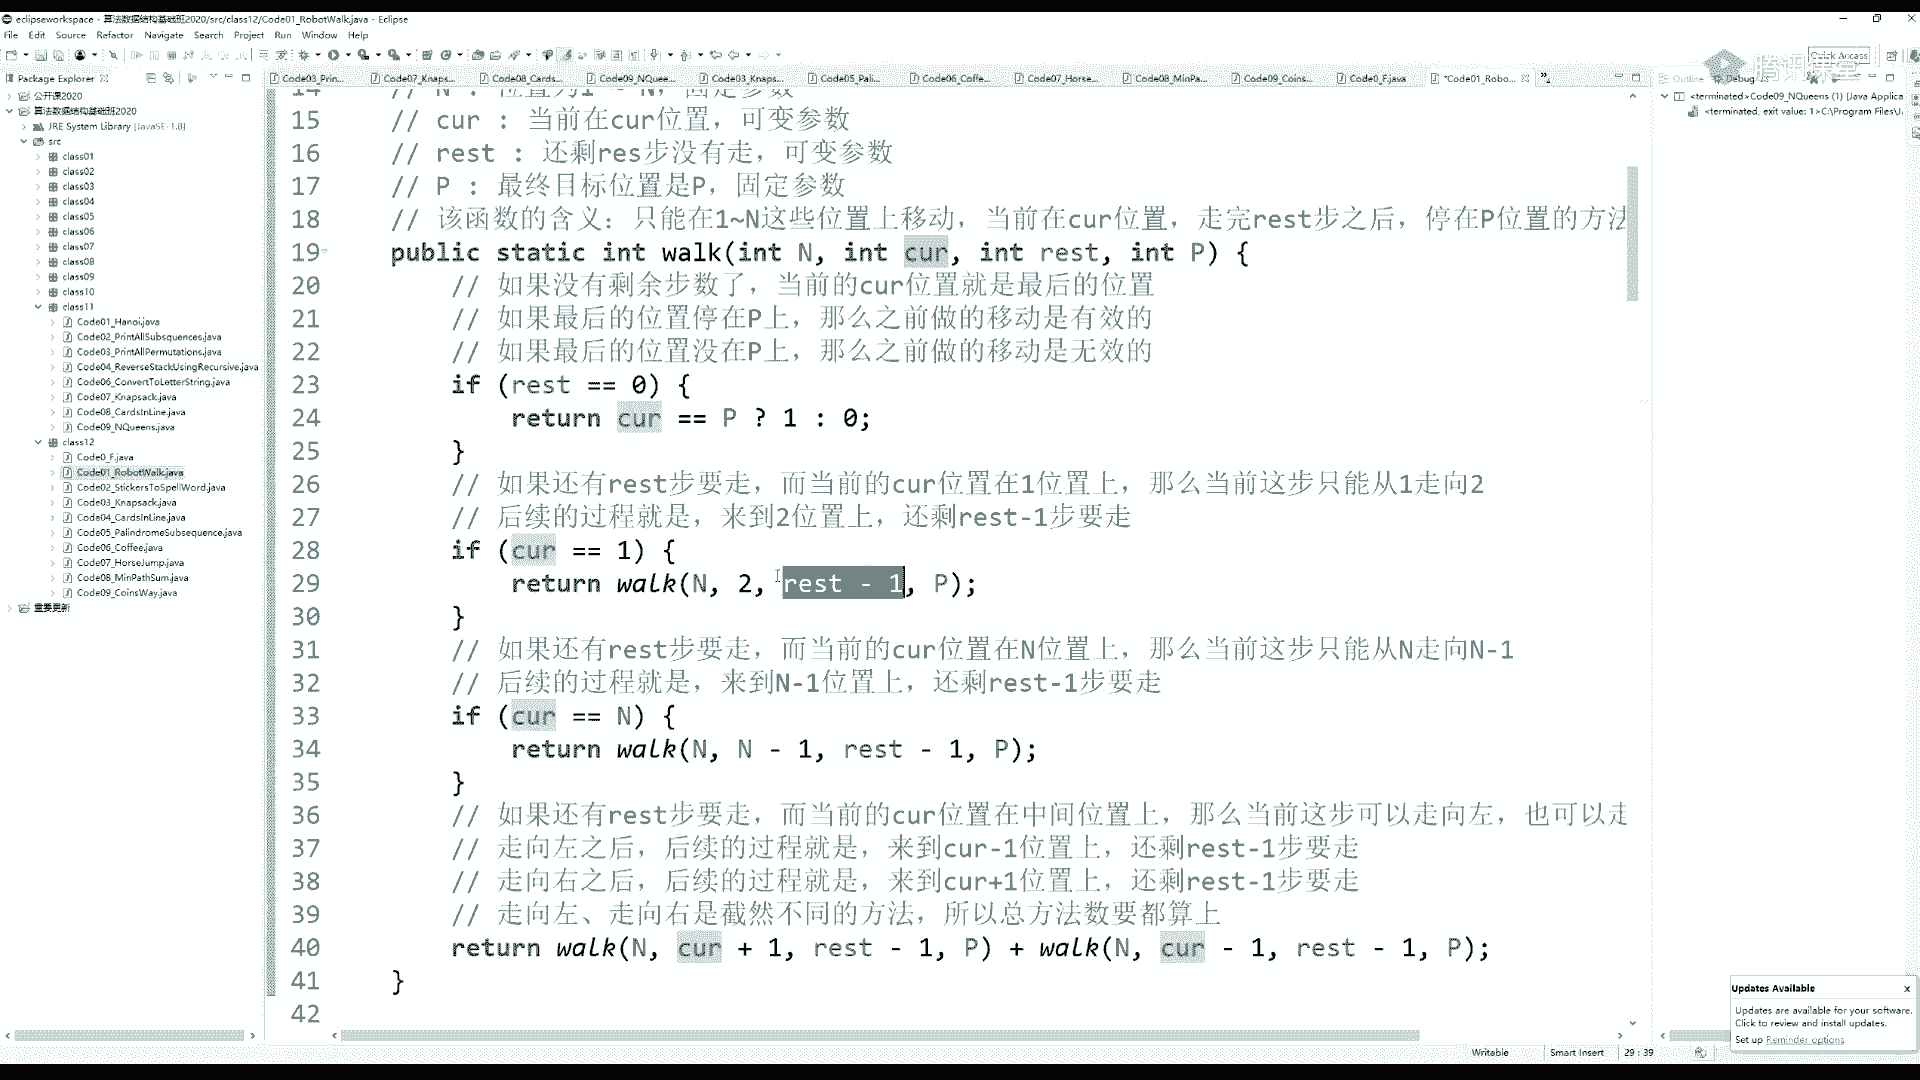 eclipseworkspace - 算法数据结构基础班2020/src/class12/Code01_RobotWalk.java - Eclipse
File Edit Source Refactor Navigate Search Project Run Window Help
Quick Access
腾讯课堂
Package Explorer
Code03_Prin...
Code07_Knaps...
Code08_Cards...
Code09_NQuee...
Code03_Knaps...
Code05_Pali...
Code06_Coffe...
Code07_Horse...
Code08_MinPa...
Code09_Coins...
Code0_F.java
*Code01_Robo...
Outline
Debug
公开课2020
算法数据结构基础班2020
JRE System Library [JavaSE-1.8]
src
class01
class02
class03
class04
class05
class06
class07
class08
class09
class10
class11
Code01_Hanoi.java
Code02_PrintAllSubsquences.java
Code03_PrintAllPermutations.java
Code04_ReverseStackUsingRecursive.java
Code06_ConvertToLetterString.java
Code07_Knapsack.java
Code08_CardsInLine.java
Code09_NQueens.java
class12
Code0_F.java
Code01_RobotWalk.java
Code02_StickersToSpellWord.java
Code03_Knapsack.java
Code04_CardsInLine.java
Code05_PalindromeSubsequence.java
Code06_Coffee.java
Code07_HorseJump.java
Code08_MinPathSum.java
Code09_CoinsWay.java
重要更新
14 // N : 位置为1 ~ N，固定参数
15 // cur : 当前在cur位置，可变参数
16 // rest : 还剩res步没有走，可变参数
17 // P : 最终目标位置是P，固定参数
18 // 该函数的含义：只能在1~N这些位置上移动，当前在cur位置，走完rest步之后，停在P位置的方法
19 public static int walk(int N, int cur, int rest, int P) {
20 // 如果没有剩余步数了，当前的cur位置就是最后的位置
21 // 如果最后的位置停在P上，那么之前做的移动是有效的
22 // 如果最后的位置没在P上，那么之前做的移动是无效的
23 if (rest == 0) {
24 return cur == P ? 1 : 0;
25 }
26 // 如果还有rest步要走，而当前的cur位置在1位置上，那么当前这步只能从1走向2
27 // 后续的过程就是，来到2位置上，还剩rest-1步要走
28 if (cur == 1) {
29 return walk(N, 2, rest - 1, P);
30 }
31 // 如果还有rest步要走，而当前的cur位置在N位置上，那么当前这步只能从N走向N-1
32 // 后续的过程就是，来到N-1位置上，还剩rest-1步要走
33 if (cur == N) {
34 return walk(N, N - 1, rest - 1, P);
35 }
36 // 如果还有rest步要走，而当前的cur位置在中间位置上，那么当前这步可以走向左，也可以走
37 // 走向左之后，后续的过程就是，来到cur-1位置上，还剩rest-1步要走
38 // 走向右之后，后续的过程就是，来到cur+1位置上，还剩rest-1步要走
39 // 走向左、走向右是截然不同的方法，所以总方法数要都算上
40 return walk(N, cur + 1, rest - 1, P) + walk(N, cur - 1, rest - 1, P);
41 }
42
<terminated>Code09_NQueens (1) [Java Applica
<terminated, exit value: 1>C:\Program Files\J
Updates Available
Updates are available for your software.
Click to review and install updates.
Set up Reminder options
Writable
Smart Insert
29 : 39